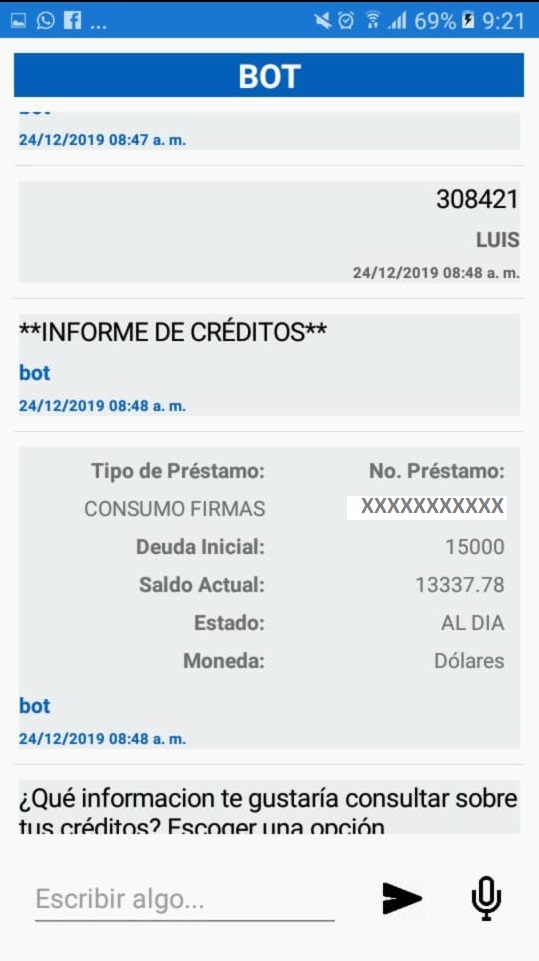 ... 69% 9:21
BOT
24/12/2019 08:47 a. m.
308421
LUIS
24/12/2019 08:48 a. m.
**INFORME DE CRÉDITOS**
bot
24/12/2019 08:48 a. m.
Tipo de Préstamo: No. Préstamo:
CONSUMO FIRMAS XXXXXXXXXXX
Deuda Inicial: 15000
Saldo Actual: 13337.78
Estado: AL DIA
Moneda: Dólares
bot
24/12/2019 08:48 a. m.
¿Qué informacion te gustaría consultar sobre
tus créditos? Escoger una opción
Escribir algo...